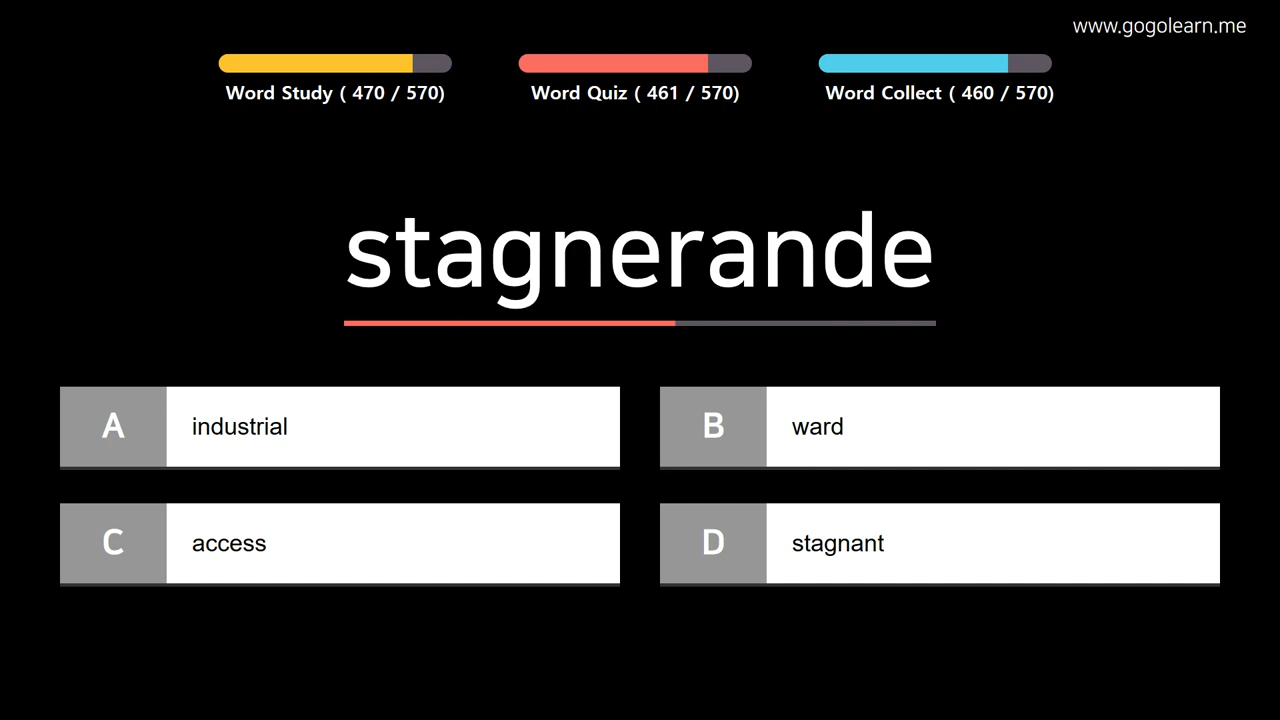 www.gogolearn.me
Word Study ( 470 / 570)
Word Quiz ( 461 / 570)
Word Collect ( 460 / 570)
stagnerande
A industrial
B ward
C access
D stagnant